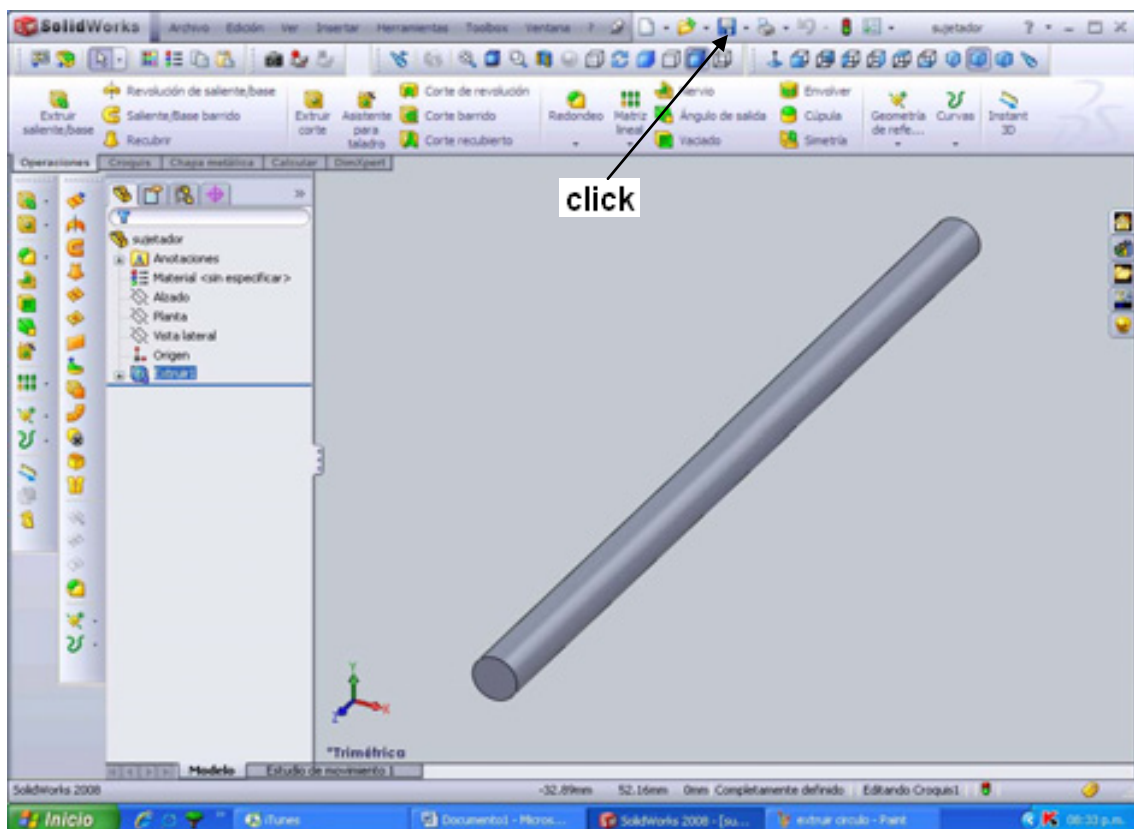 SolidWorks Archivo Edición Ver Insertar Herramientas Toolbox Ventana ? sujetador ?
Extruir saliente/base
Revolución de saliente/base
Saliente/Base barrido
Recubrir
Extruir corte
Asistente para taladro
Corte de revolución
Corte barrido
Corte recubierto
Redondeo
Matriz lineal
Nervio
Ángulo de salida
Vaciado
Envolver
Cúpula
Simetría
Geometría de refe...
Curvas
Instant 3D
Operaciones Croquis Chapa metálica Calcular DimXpert
click
sujetador
Anotaciones
Material <sin especificar>
Alzado
Planta
Vista lateral
Origen
Extruir1
Y
X
Z
*Trimétrica
Modelo Estudio de movimiento 1
SolidWorks 2008 -32.89mm 52.16mm 0mm Completamente definido Editando Croquis1
Inicio iTunes Documento1 - Micros... SolidWorks 2008 - [su... extruir circulo - Paint 08:33 p.m.